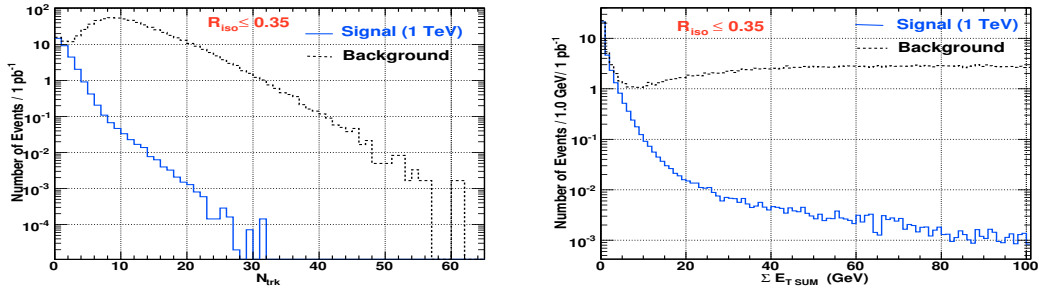 R_iso ≤ 0.35
Signal (1 TeV)
Background
Number of Events / 1 pb^-1
10^2
10
1
10^-1
10^-2
10^-3
10^-4
0 10 20 30 40 50 60
N_trk
R_iso ≤ 0.35
Signal (1 TeV)
Background
Number of Events / 1.0 GeV/ 1 pb^-1
10
1
10^-1
10^-2
10^-3
0 20 40 60 80 100
Σ E_T SUM (GeV)